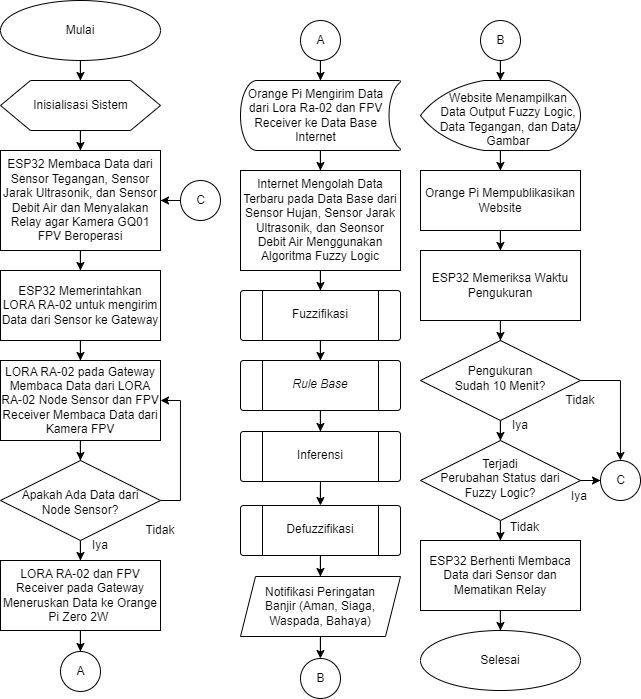 Mulai
Inisialisasi Sistem
ESP32 Membaca Data dari
Sensor Tegangan, Sensor
Jarak Ultrasonik, dan Sensor
Debit Air dan Menyalakan
Relay agar Kamera GQ01
FPV Beroperasi
C
ESP32 Memerintahkan
LORA RA-02 untuk mengirim
Data dari Sensor ke Gateway
LORA RA-02 pada Gateway
Membaca Data dari LORA
RA-02 Node Sensor dan FPV
Receiver Membaca Data dari
Kamera FPV
Apakah Ada Data dari
Node Sensor?
Tidak
Iya
LORA RA-02 dan FPV
Receiver pada Gateway
Meneruskan Data ke Orange
Pi Zero 2W
A
A
Orange Pi Mengirim Data
dari Lora Ra-02 dan FPV
Receiver ke Data Base
Internet
Internet Mengolah Data
Terbaru pada Data Base dari
Sensor Hujan, Sensor Jarak
Ultrasonik, dan Seonsor
Debit Air Menggunakan
Algoritma Fuzzy Logic
Fuzzifikasi
Rule Base
Inferensi
Defuzzifikasi
Notifikasi Peringatan
Banjir (Aman, Siaga,
Waspada, Bahaya)
B
B
Website Menampilkan
Data Output Fuzzy Logic,
Data Tegangan, dan Data
Gambar
Orange Pi Mempublikasikan
Website
ESP32 Memeriksa Waktu
Pengukuran
Pengukuran
Sudah 10 Menit?
Tidak
Iya
Terjadi
Perubahan Status dari
Fuzzy Logic?
Iya
C
Tidak
ESP32 Berhenti Membaca
Data dari Sensor dan
Mematikan Relay
Selesai